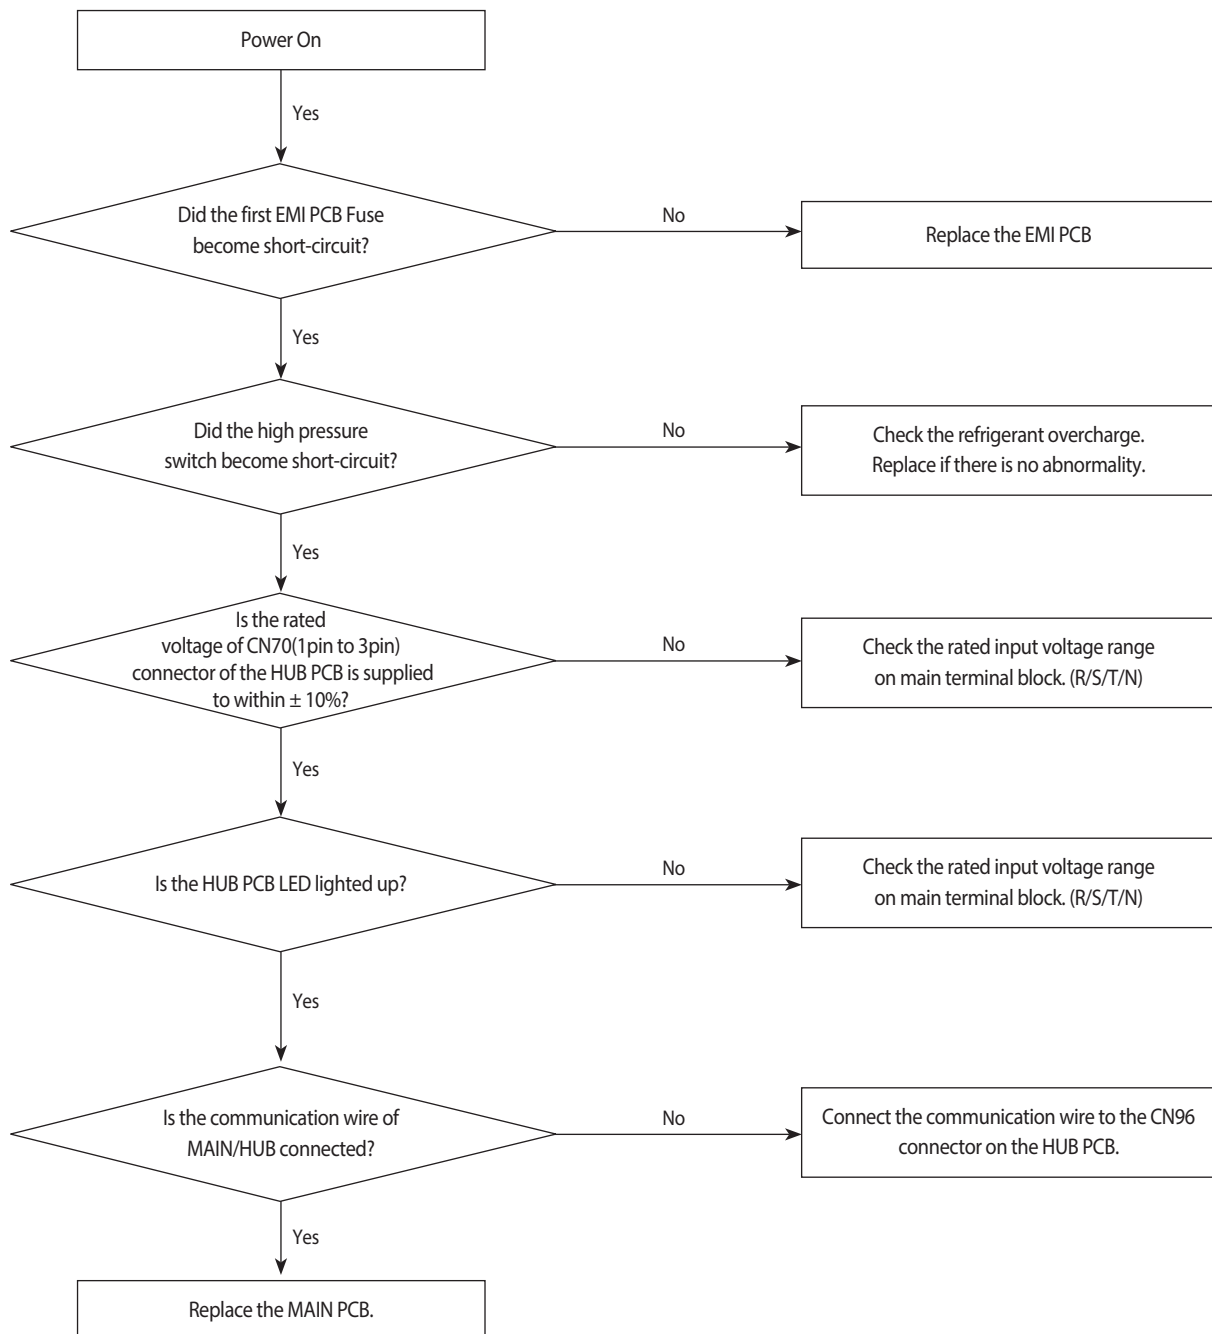 Power On
Yes
Did the first EMI PCB Fuse
become short-circuit?
No
Replace the EMI PCB
Yes
Did the high pressure
switch become short-circuit?
No
Check the refrigerant overcharge.
Replace if there is no abnormality.
Yes
Is the rated
voltage of CN70(1pin to 3pin)
connector of the HUB PCB is supplied
to within ± 10%?
No
Check the rated input voltage range
on main terminal block. (R/S/T/N)
Yes
Is the HUB PCB LED lighted up?
No
Check the rated input voltage range
on main terminal block. (R/S/T/N)
Yes
Is the communication wire of
MAIN/HUB connected?
No
Connect the communication wire to the CN96
connector on the HUB PCB.
Yes
Replace the MAIN PCB.